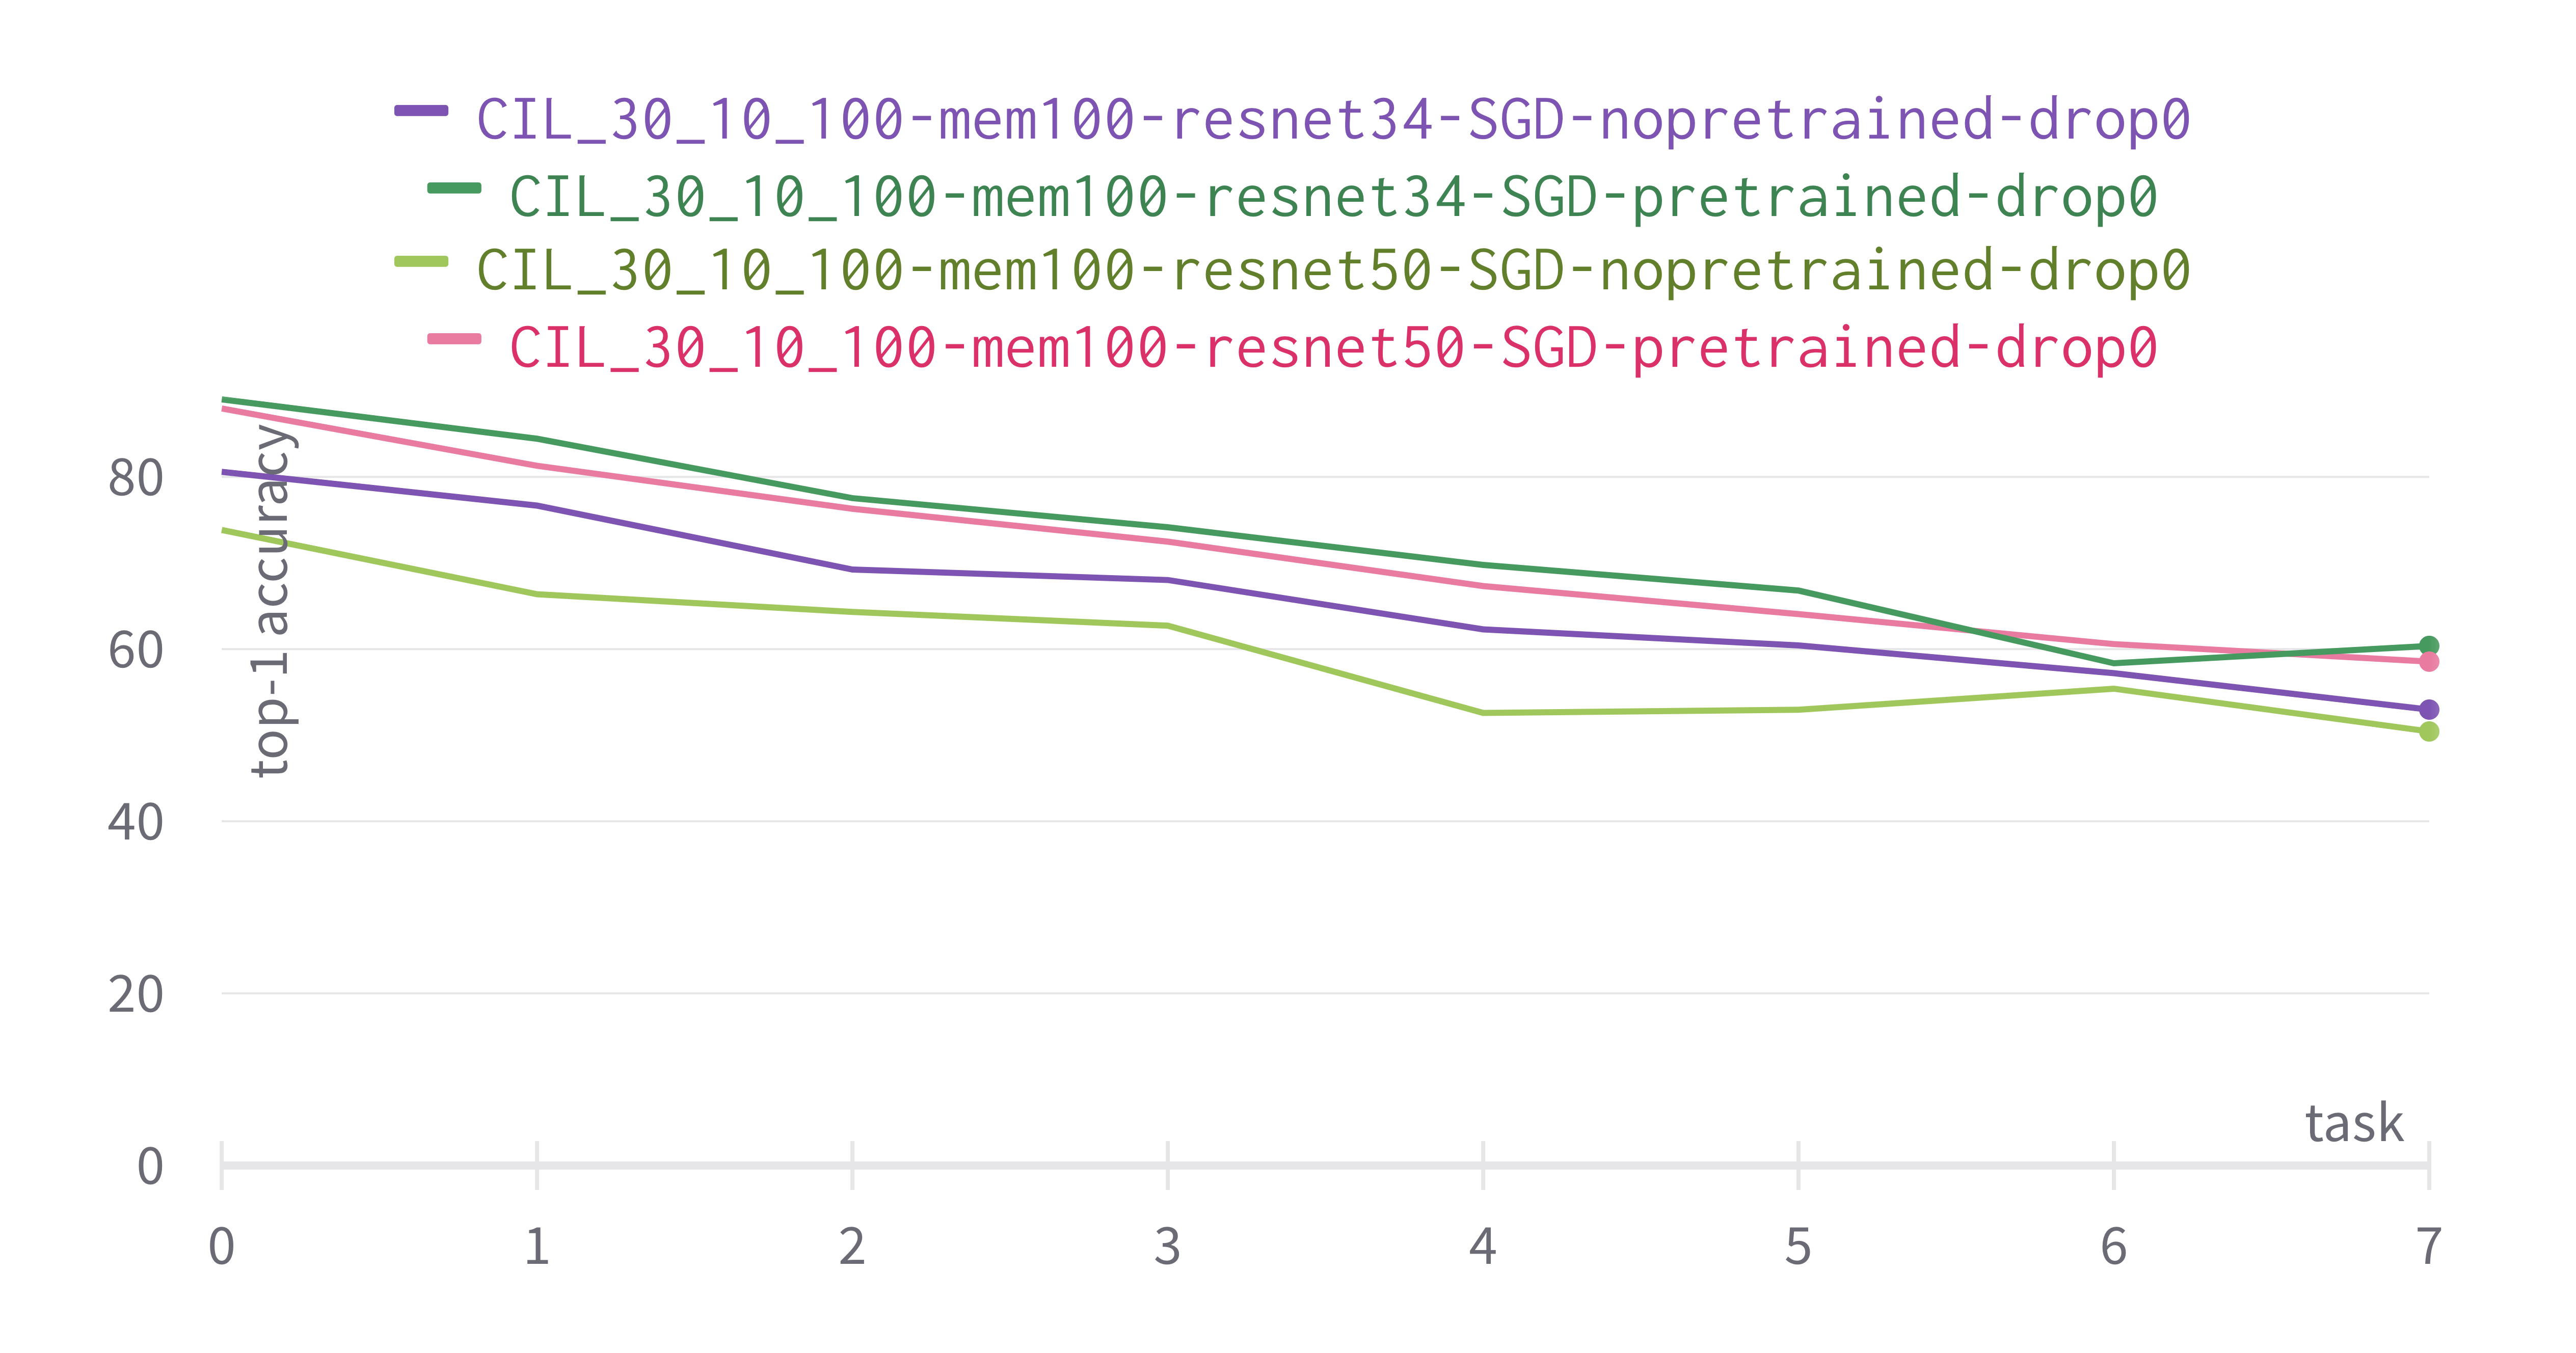 CIL_30_10_100-mem100-resnet34-SGD-nopretrained-drop0
CIL_30_10_100-mem100-resnet34-SGD-pretrained-drop0
CIL_30_10_100-mem100-resnet50-SGD-nopretrained-drop0
CIL_30_10_100-mem100-resnet50-SGD-pretrained-drop0
top-1 accuracy
80
60
40
20
0
task
0 1 2 3 4 5 6 7